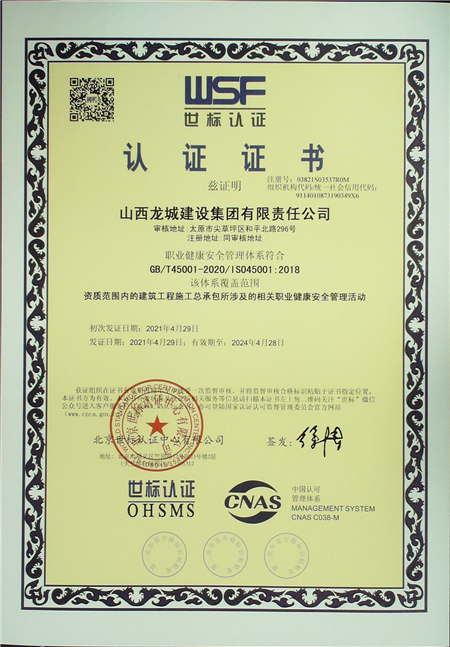 WSF
世标认证
认证证书
注册号: 03821S03537R0M
兹证明
组织机构代码/统一社会信用代码:
91140108731903​49X6
山西龙城建设集团有限责任公司
审核地址:太原市尖草坪区和平北路296号
注册地址:同审核地址
职业健康安全管理体系符合
GB/T45001-2020/ISO45001:2018
该体系覆盖范围
资质范围内的建筑工程施工总承包所涉及的相关职业健康安全管理活动
初次发证日期: 2021年4月29日
发证日期: 2021年4月29日; 有效期至: 2024年4月28日
北京世标认证中心有限公司
签发:
世标认证
OHSMS
CNAS
中国认可
管理体系
MANAGEMENT SYSTEM
CNAS C038-M